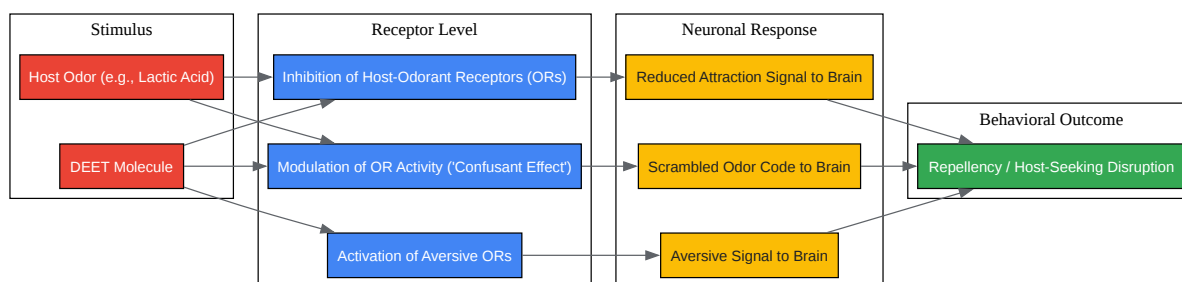 Stimulus
Host Odor (e.g., Lactic Acid)
DEET Molecule
Receptor Level
Inhibition of Host-Odorant Receptors (ORs)
Modulation of OR Activity ('Confusant Effect')
Activation of Aversive ORs
Neuronal Response
Reduced Attraction Signal to Brain
Scrambled Odor Code to Brain
Aversive Signal to Brain
Behavioral Outcome
Repellency / Host-Seeking Disruption